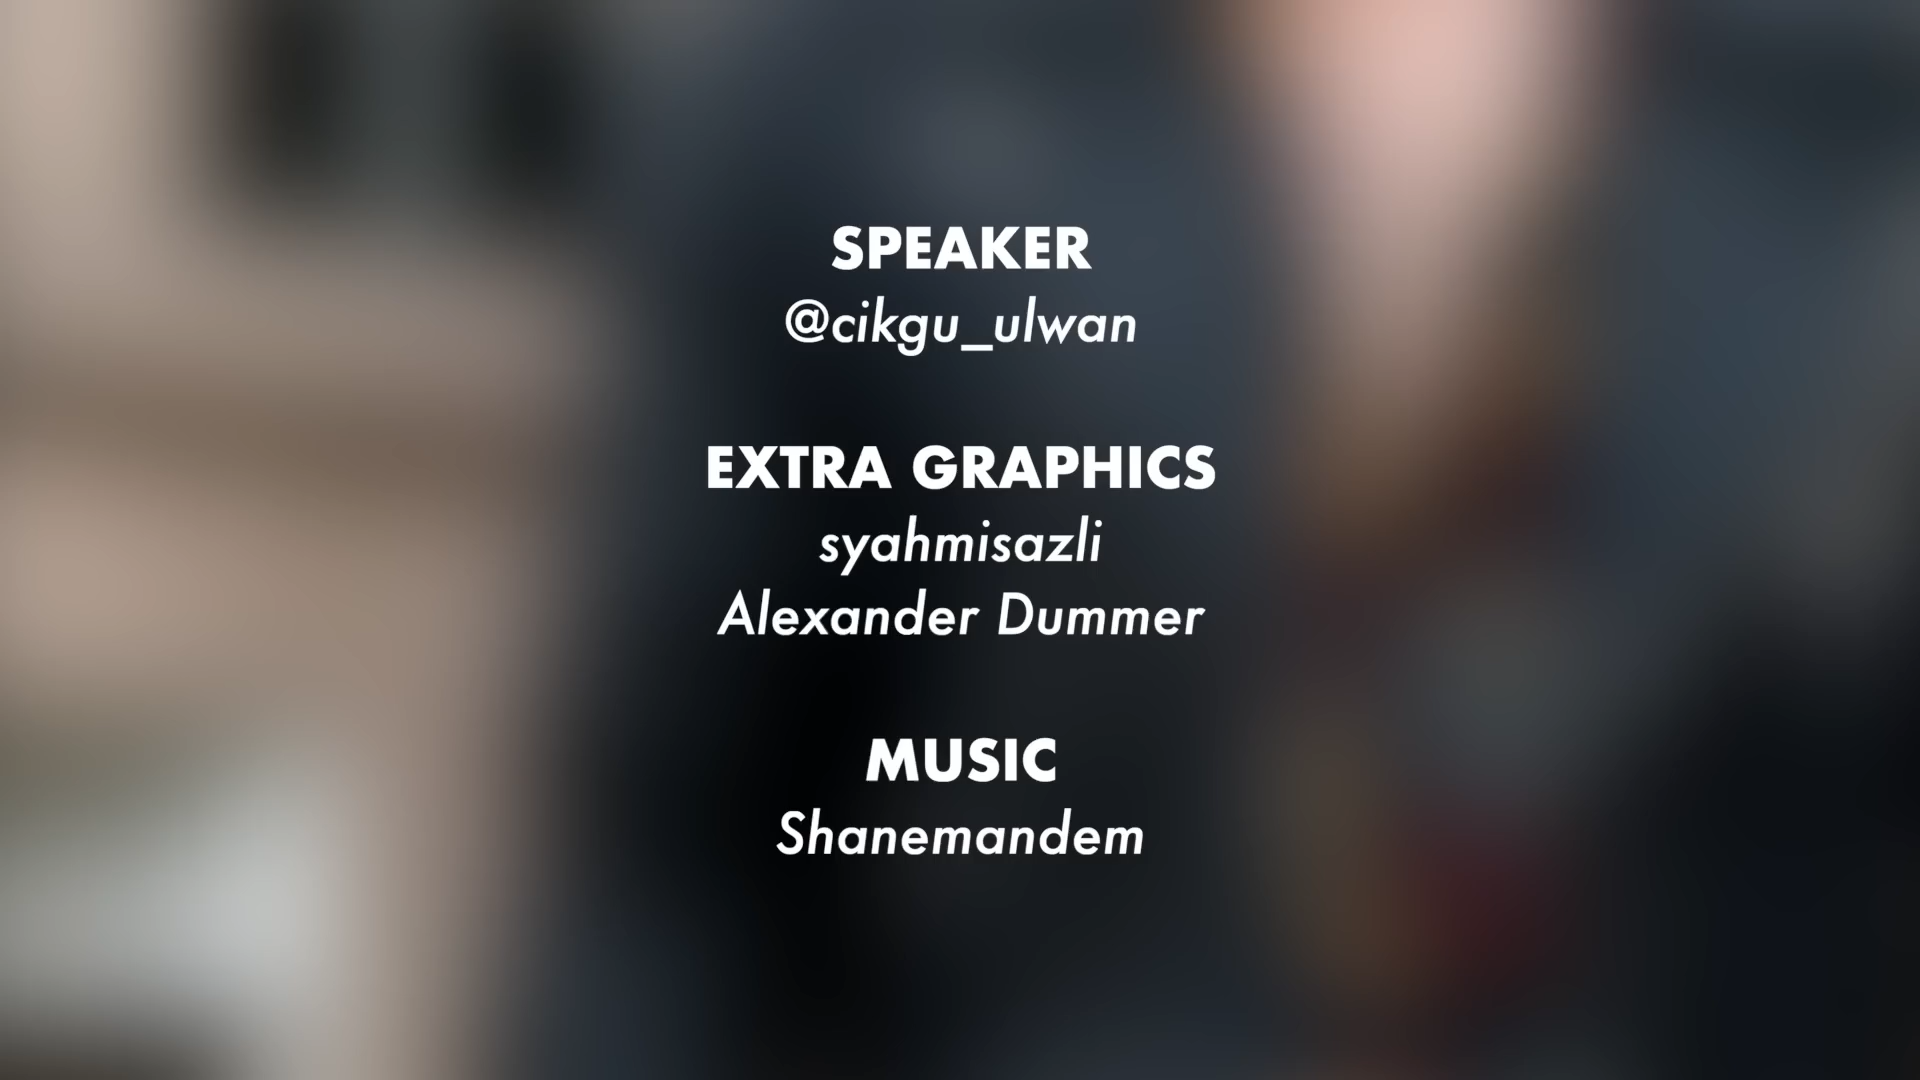 SPEAKER
@cikgu_ulwan
EXTRA GRAPHICS
syahmisazli
Alexander Dummer
MUSIC
Shanemandem